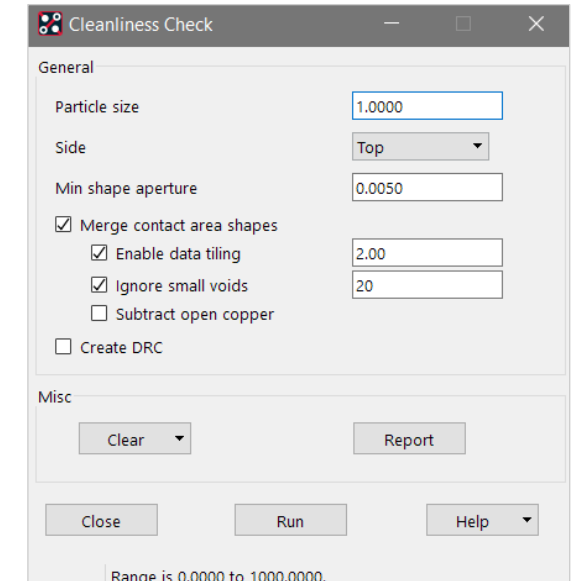 Cleanliness Check
General
Particle size 1.0000
Side Top
Min shape aperture 0.0050
Merge contact area shapes
Enable data tiling 2.00
Ignore small voids 20
Subtract open copper
Create DRC
Misc
Clear Report
Close Run Help
Range is 0.0000 to 1000.0000.